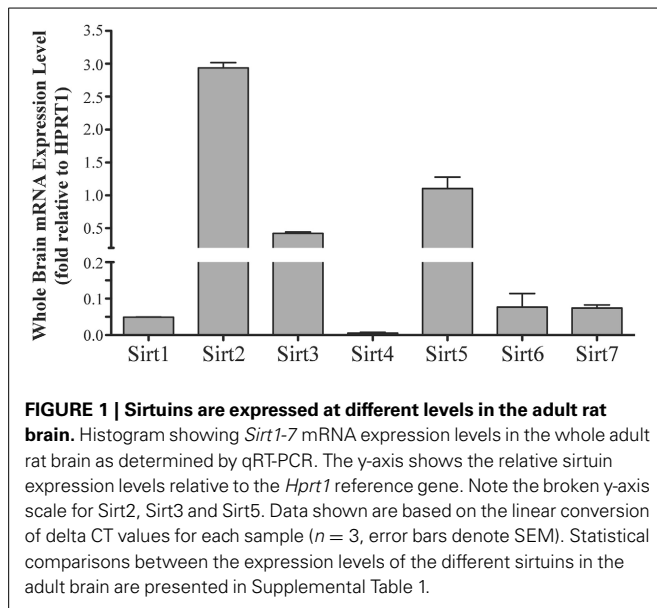 Whole Brain mRNA Expression Level
(fold relative to HPRT1)
3.5
3.0
2.5
2.0
1.5
1.0
0.5
0.2
0.1
0.0
Sirt1 Sirt2 Sirt3 Sirt4 Sirt5 Sirt6 Sirt7
FIGURE 1 | Sirtuins are expressed at different levels in the adult rat
brain. Histogram showing Sirt1-7 mRNA expression levels in the whole adult
rat brain as determined by qRT-PCR. The y-axis shows the relative sirtuin
expression levels relative to the Hprt1 reference gene. Note the broken y-axis
scale for Sirt2, Sirt3 and Sirt5. Data shown are based on the linear conversion
of delta CT values for each sample (n = 3, error bars denote SEM). Statistical
comparisons between the expression levels of the different sirtuins in the
adult brain are presented in Supplemental Table 1.